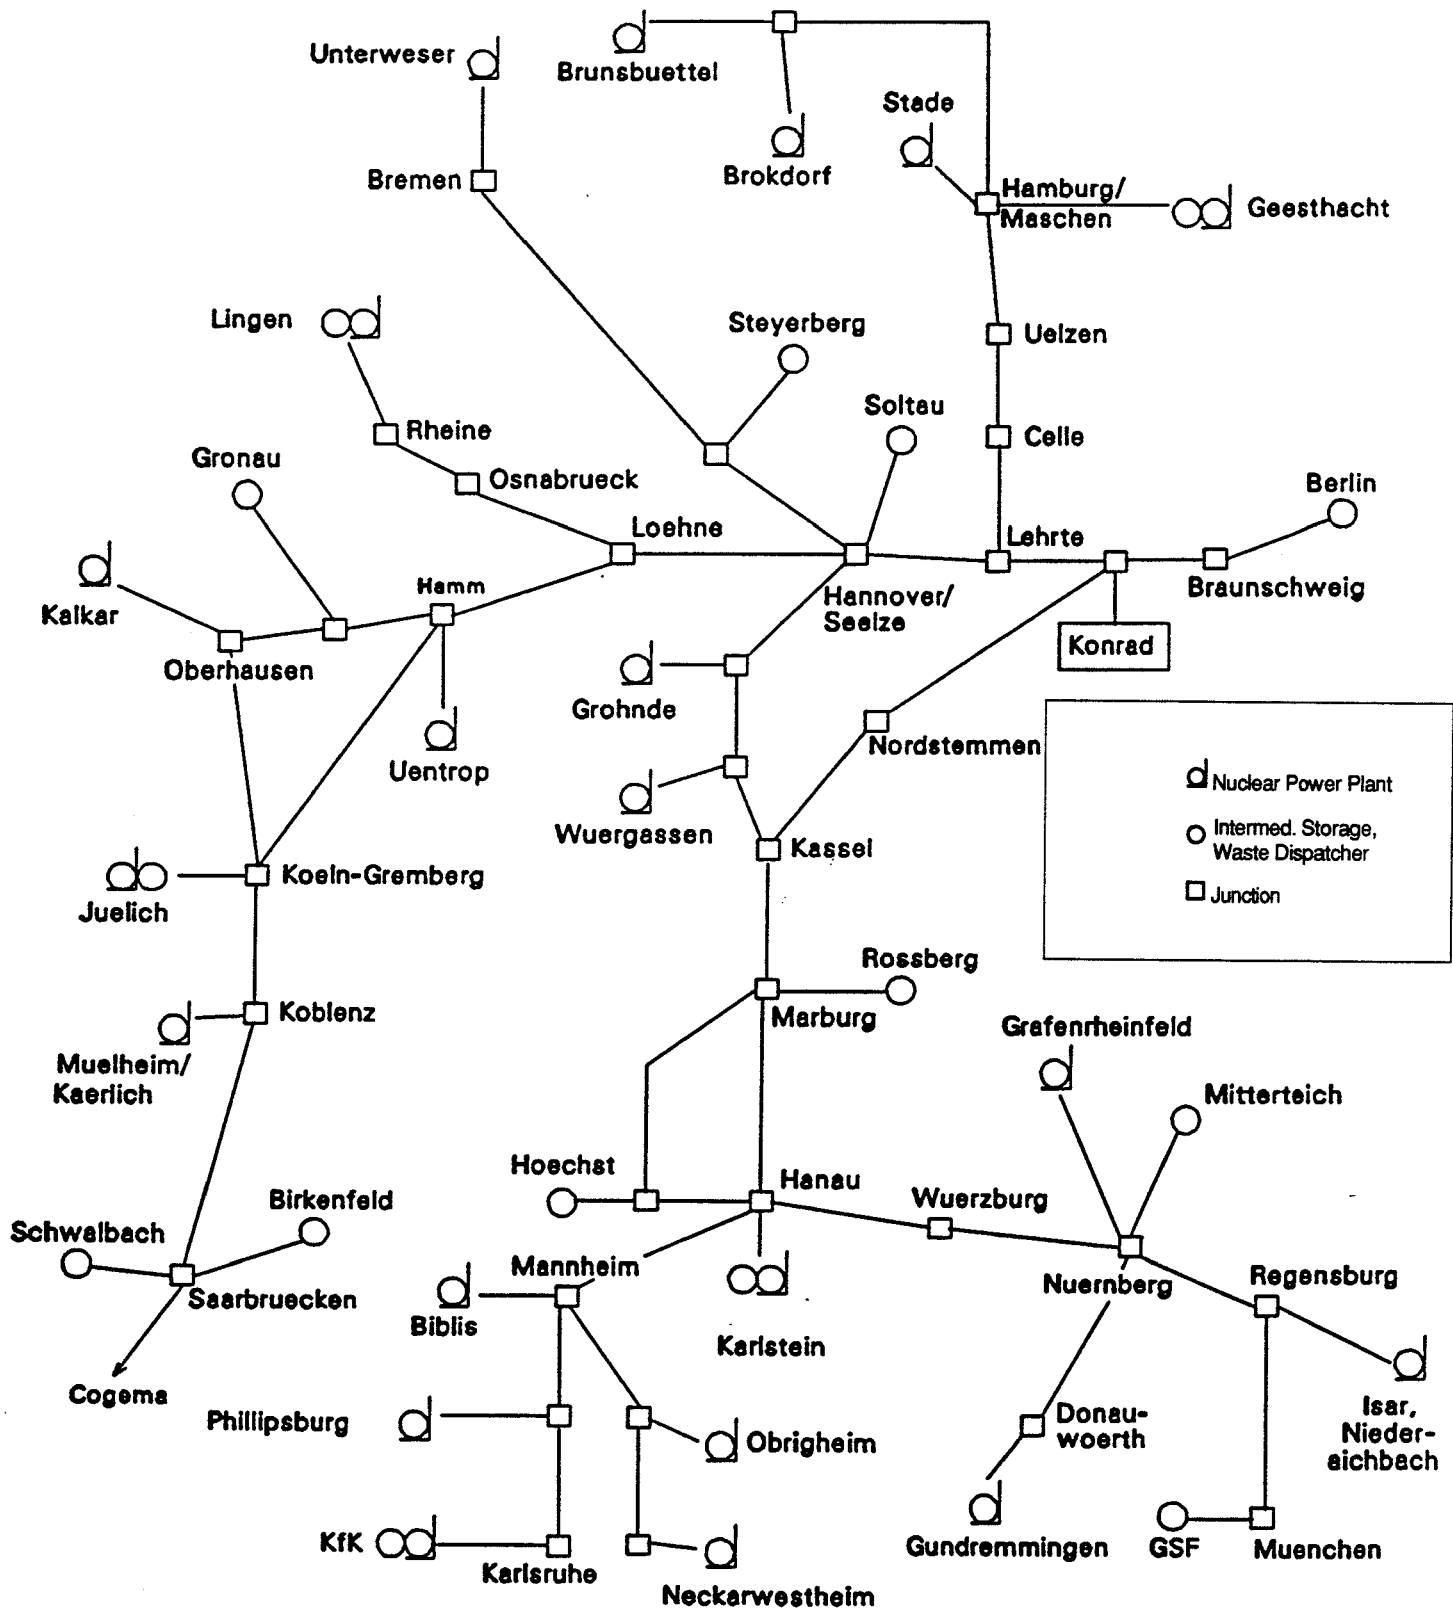 Unterweser
Brunsbuettel
Stade
Brokdorf
Bremen
Hamburg/
Maschen
Geesthacht
Lingen
Steyerberg
Uelzen
Soltau
Rheine
Celle
Gronau
Osnabrueck
Berlin
Loehne
Lehrte
Hamm
Braunschweig
Kalkar
Hannover/
Seelze
Konrad
Oberhausen
Grohnde
Nordstemmen
Uentrop
Nuclear Power Plant
Intermed. Storage,
Waste Dispatcher
Junction
Wuergassen
Kassel
Koeln-Gremberg
Juelich
Rossberg
Koblenz
Marburg
Grafenrheinfeld
Muelheim/
Kaerlich
Mitterteich
Hoechst
Hanau
Birkenfeld
Wuerzburg
Schwalbach
Mannheim
Nuernberg
Regensburg
Saarbruecken
Biblis
Karlstein
Cogema
Phillipsburg
Obrigheim
Donau-
woerth
Isar,
Nieder-
aichbach
KfK
Karlsruhe
Gundremmingen
GSF
Muenchen
Neckarwestheim